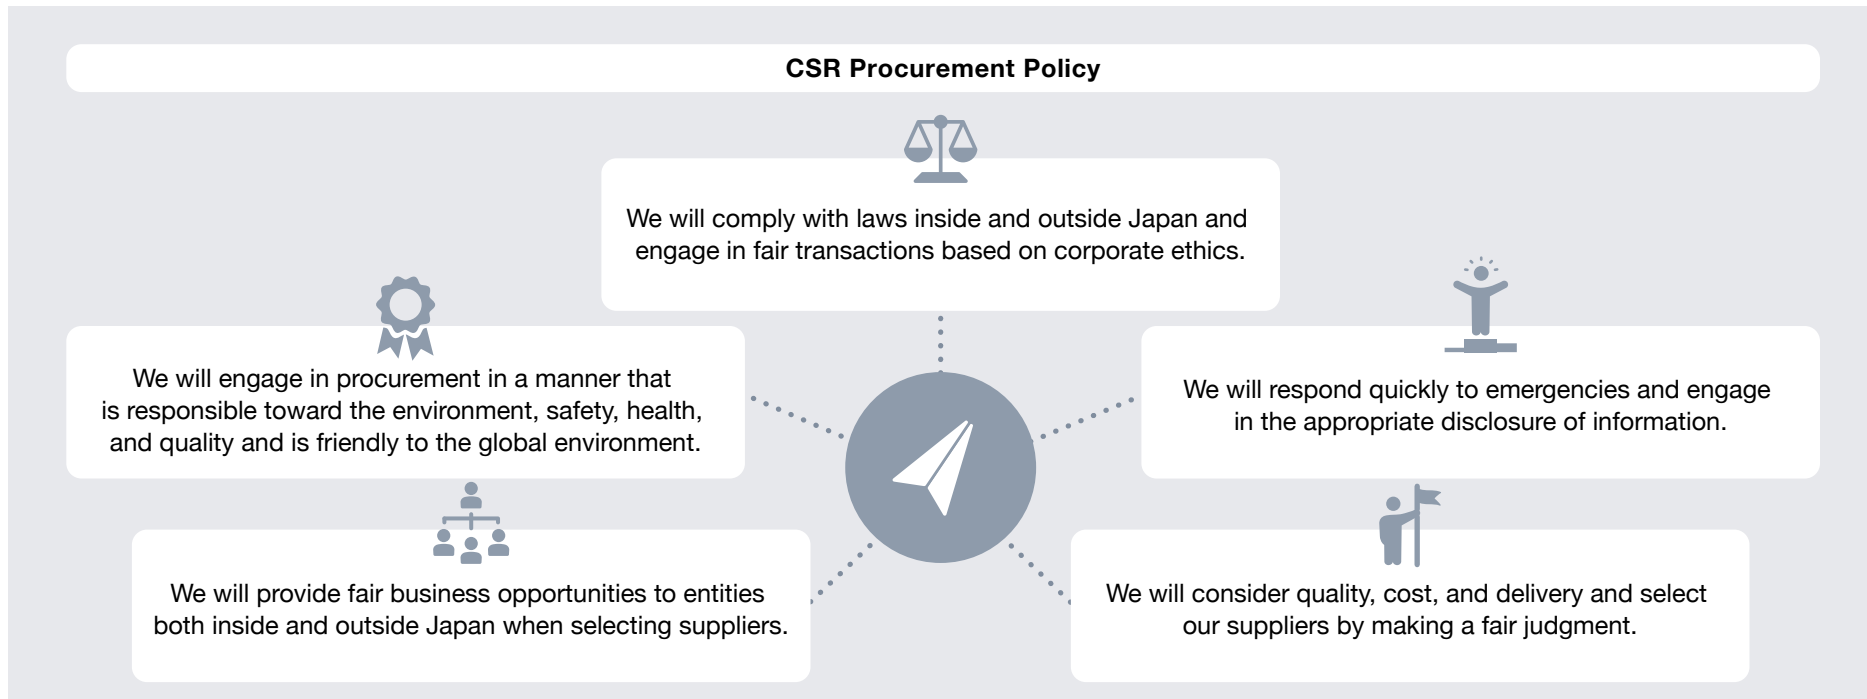 CSR Procurement Policy
We will comply with laws inside and outside Japan and
engage in fair transactions based on corporate ethics.
We will engage in procurement in a manner that
is responsible toward the environment, safety, health,
and quality and is friendly to the global environment.
We will respond quickly to emergencies and engage
in the appropriate disclosure of information.
We will provide fair business opportunities to entities
both inside and outside Japan when selecting suppliers.
We will consider quality, cost, and delivery and select
our suppliers by making a fair judgment.